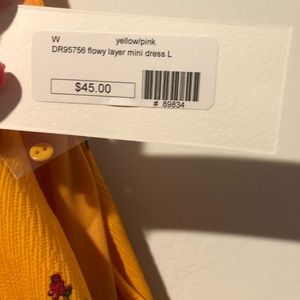 W yellow/pink
DR95756 flowy layer mini dress L
$45.00
# 89834